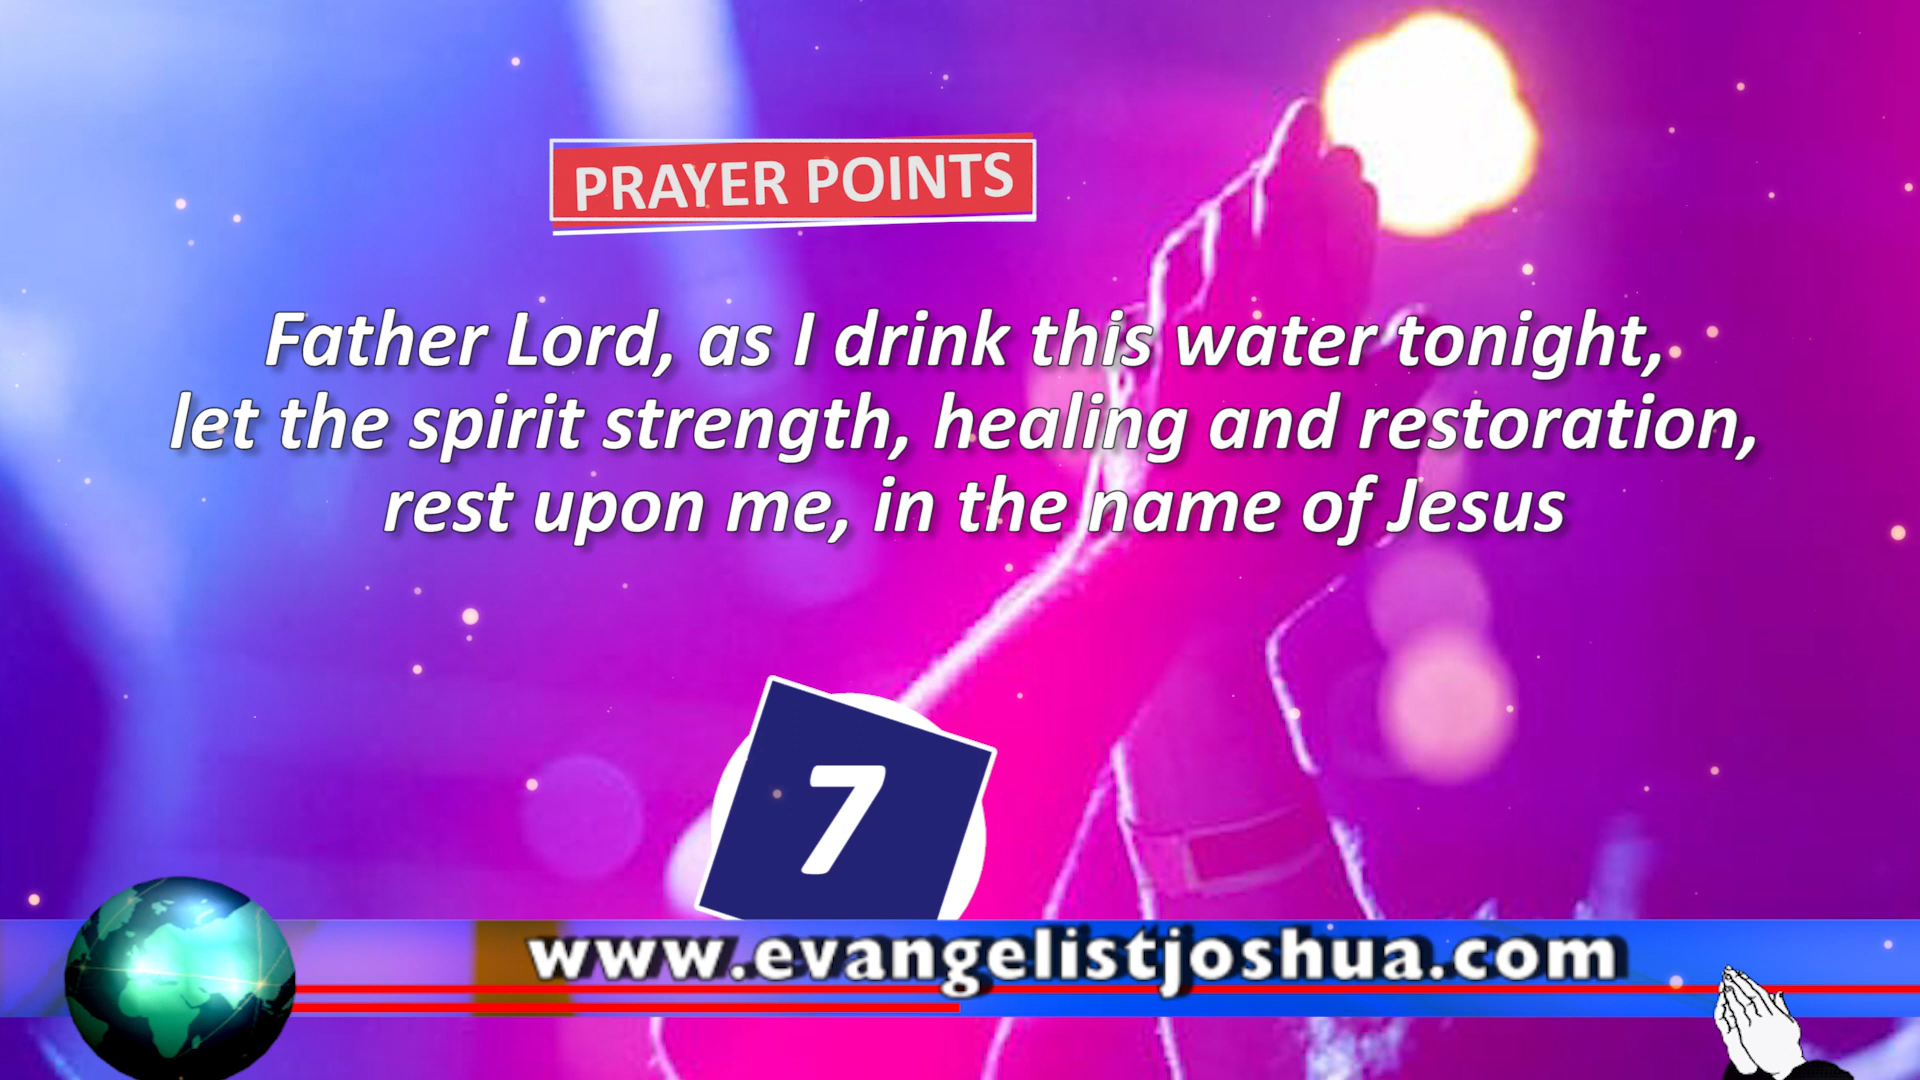 PRAYER POINTS
Father Lord, as I drink this water tonight,
let the spirit strength, healing and restoration,
rest upon me, in the name of Jesus
7
www.evangelistjoshua.com